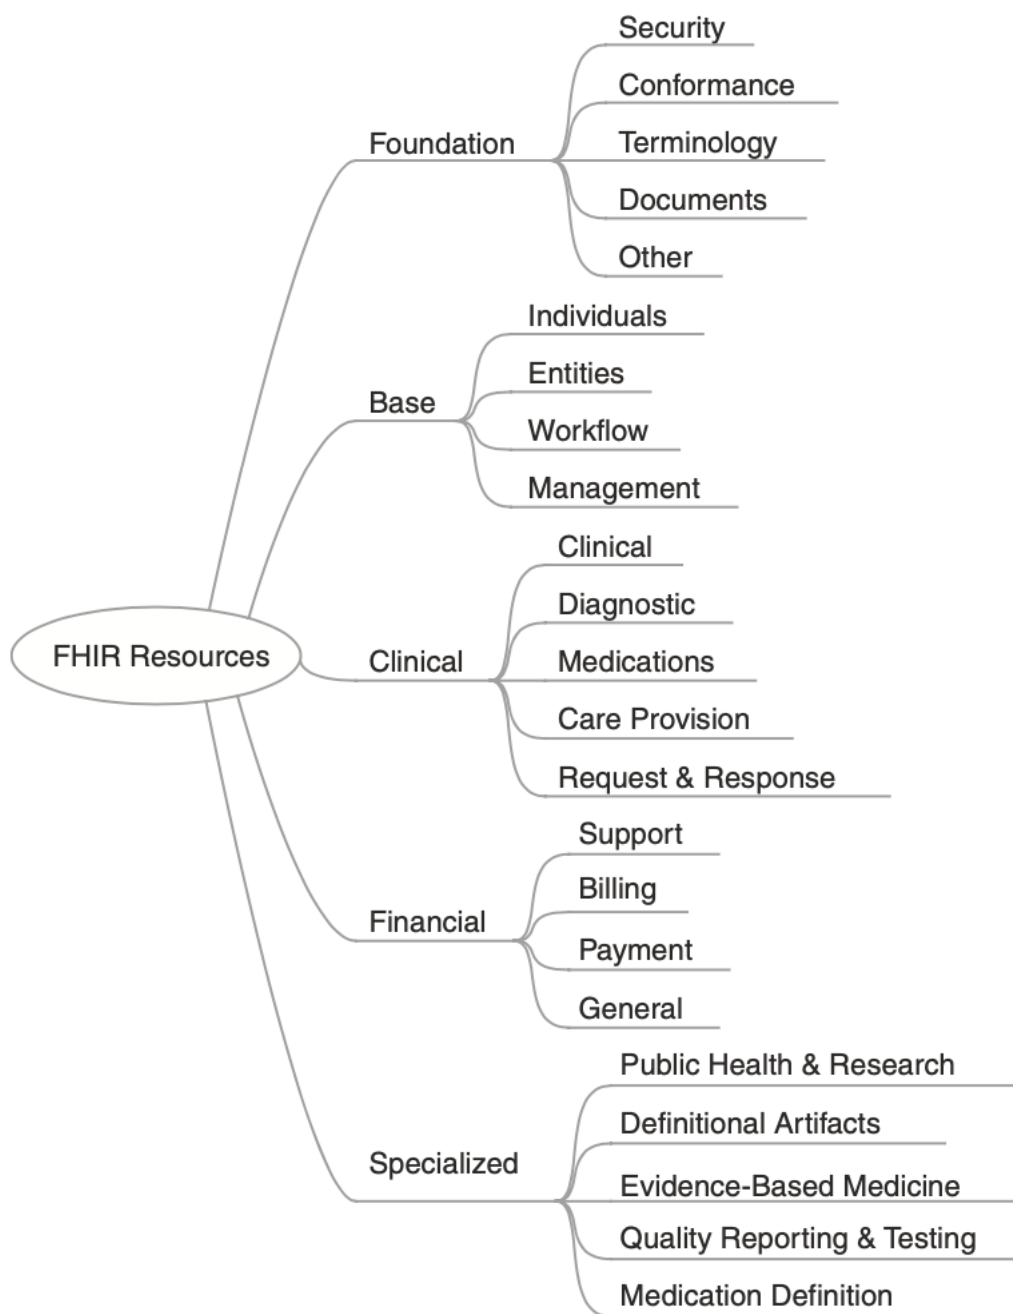 FHIR Resources
Foundation
Security
Conformance
Terminology
Documents
Other
Base
Individuals
Entities
Workflow
Management
Clinical
Clinical
Diagnostic
Medications
Care Provision
Request & Response
Financial
Support
Billing
Payment
General
Specialized
Public Health & Research
Definitional Artifacts
Evidence-Based Medicine
Quality Reporting & Testing
Medication Definition